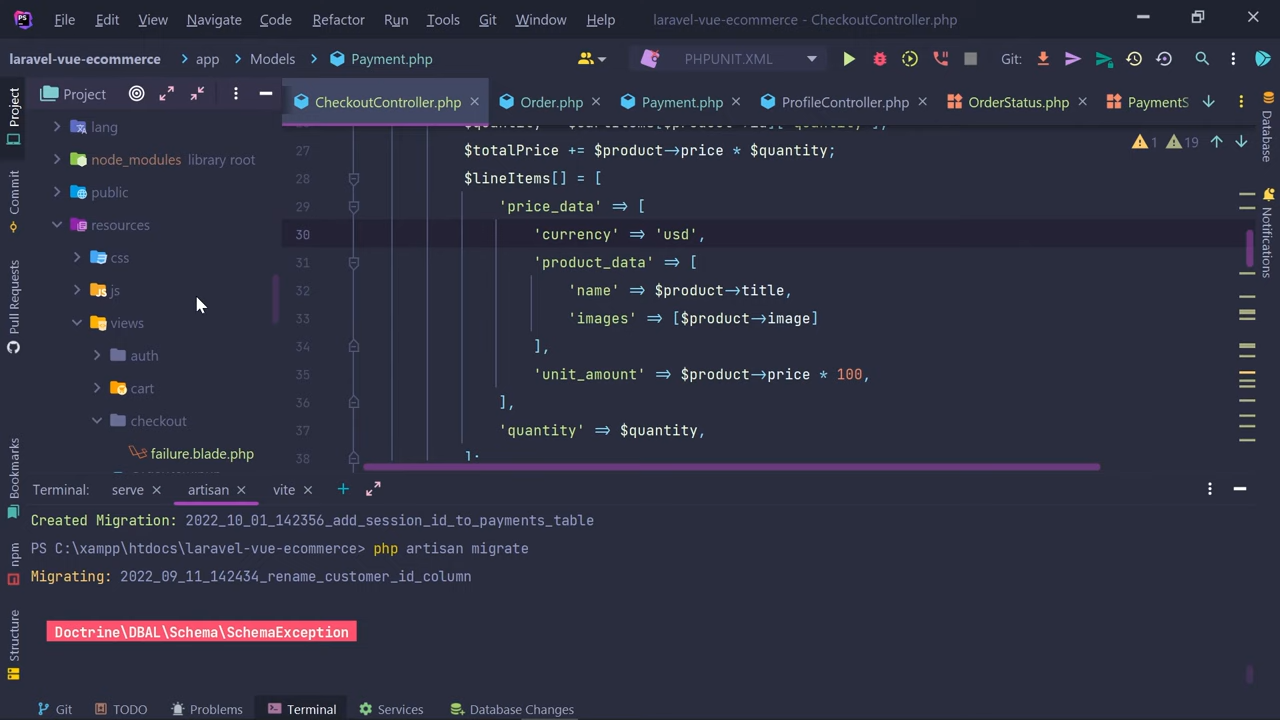 PS
File
Edit
View
Navigate
Code
Refactor
Run
Tools
Git
Window
Help
laravel-vue-ecommerce - CheckoutController.php
laravel-vue-ecommerce
app
Models
Payment.php
PHPUNIT.XML
Git:
Project
Project
CheckoutController.php
Order.php
Payment.php
ProfileController.php
OrderStatus.php
PaymentS
lang
node_modules library root
public
resources
css
js
views
auth
cart
checkout
failure.blade.php
1
19
27 $totalPrice += $product→price * $quantity;
28 $lineItems[] = [
29 'price_data' ⇒ [
30 'currency' ⇒ 'usd',
31 'product_data' ⇒ [
32 'name' ⇒ $product→title,
33 'images' ⇒ [$product→image]
34 ],
35 'unit_amount' ⇒ $product→price * 100,
36 ],
37 'quantity' ⇒ $quantity,
38 ];
Commit
Pull Requests
Bookmarks
npm
Structure
Database
Notifications
Terminal:
serve
artisan
vite
Created Migration: 2022_10_01_142356_add_session_id_to_payments_table
PS C:\xampp\htdocs\laravel-vue-ecommerce> php artisan migrate
Migrating: 2022_09_11_142434_rename_customer_id_column
Doctrine\DBAL\Schema\SchemaException
Git
TODO
Problems
Terminal
Services
Database Changes